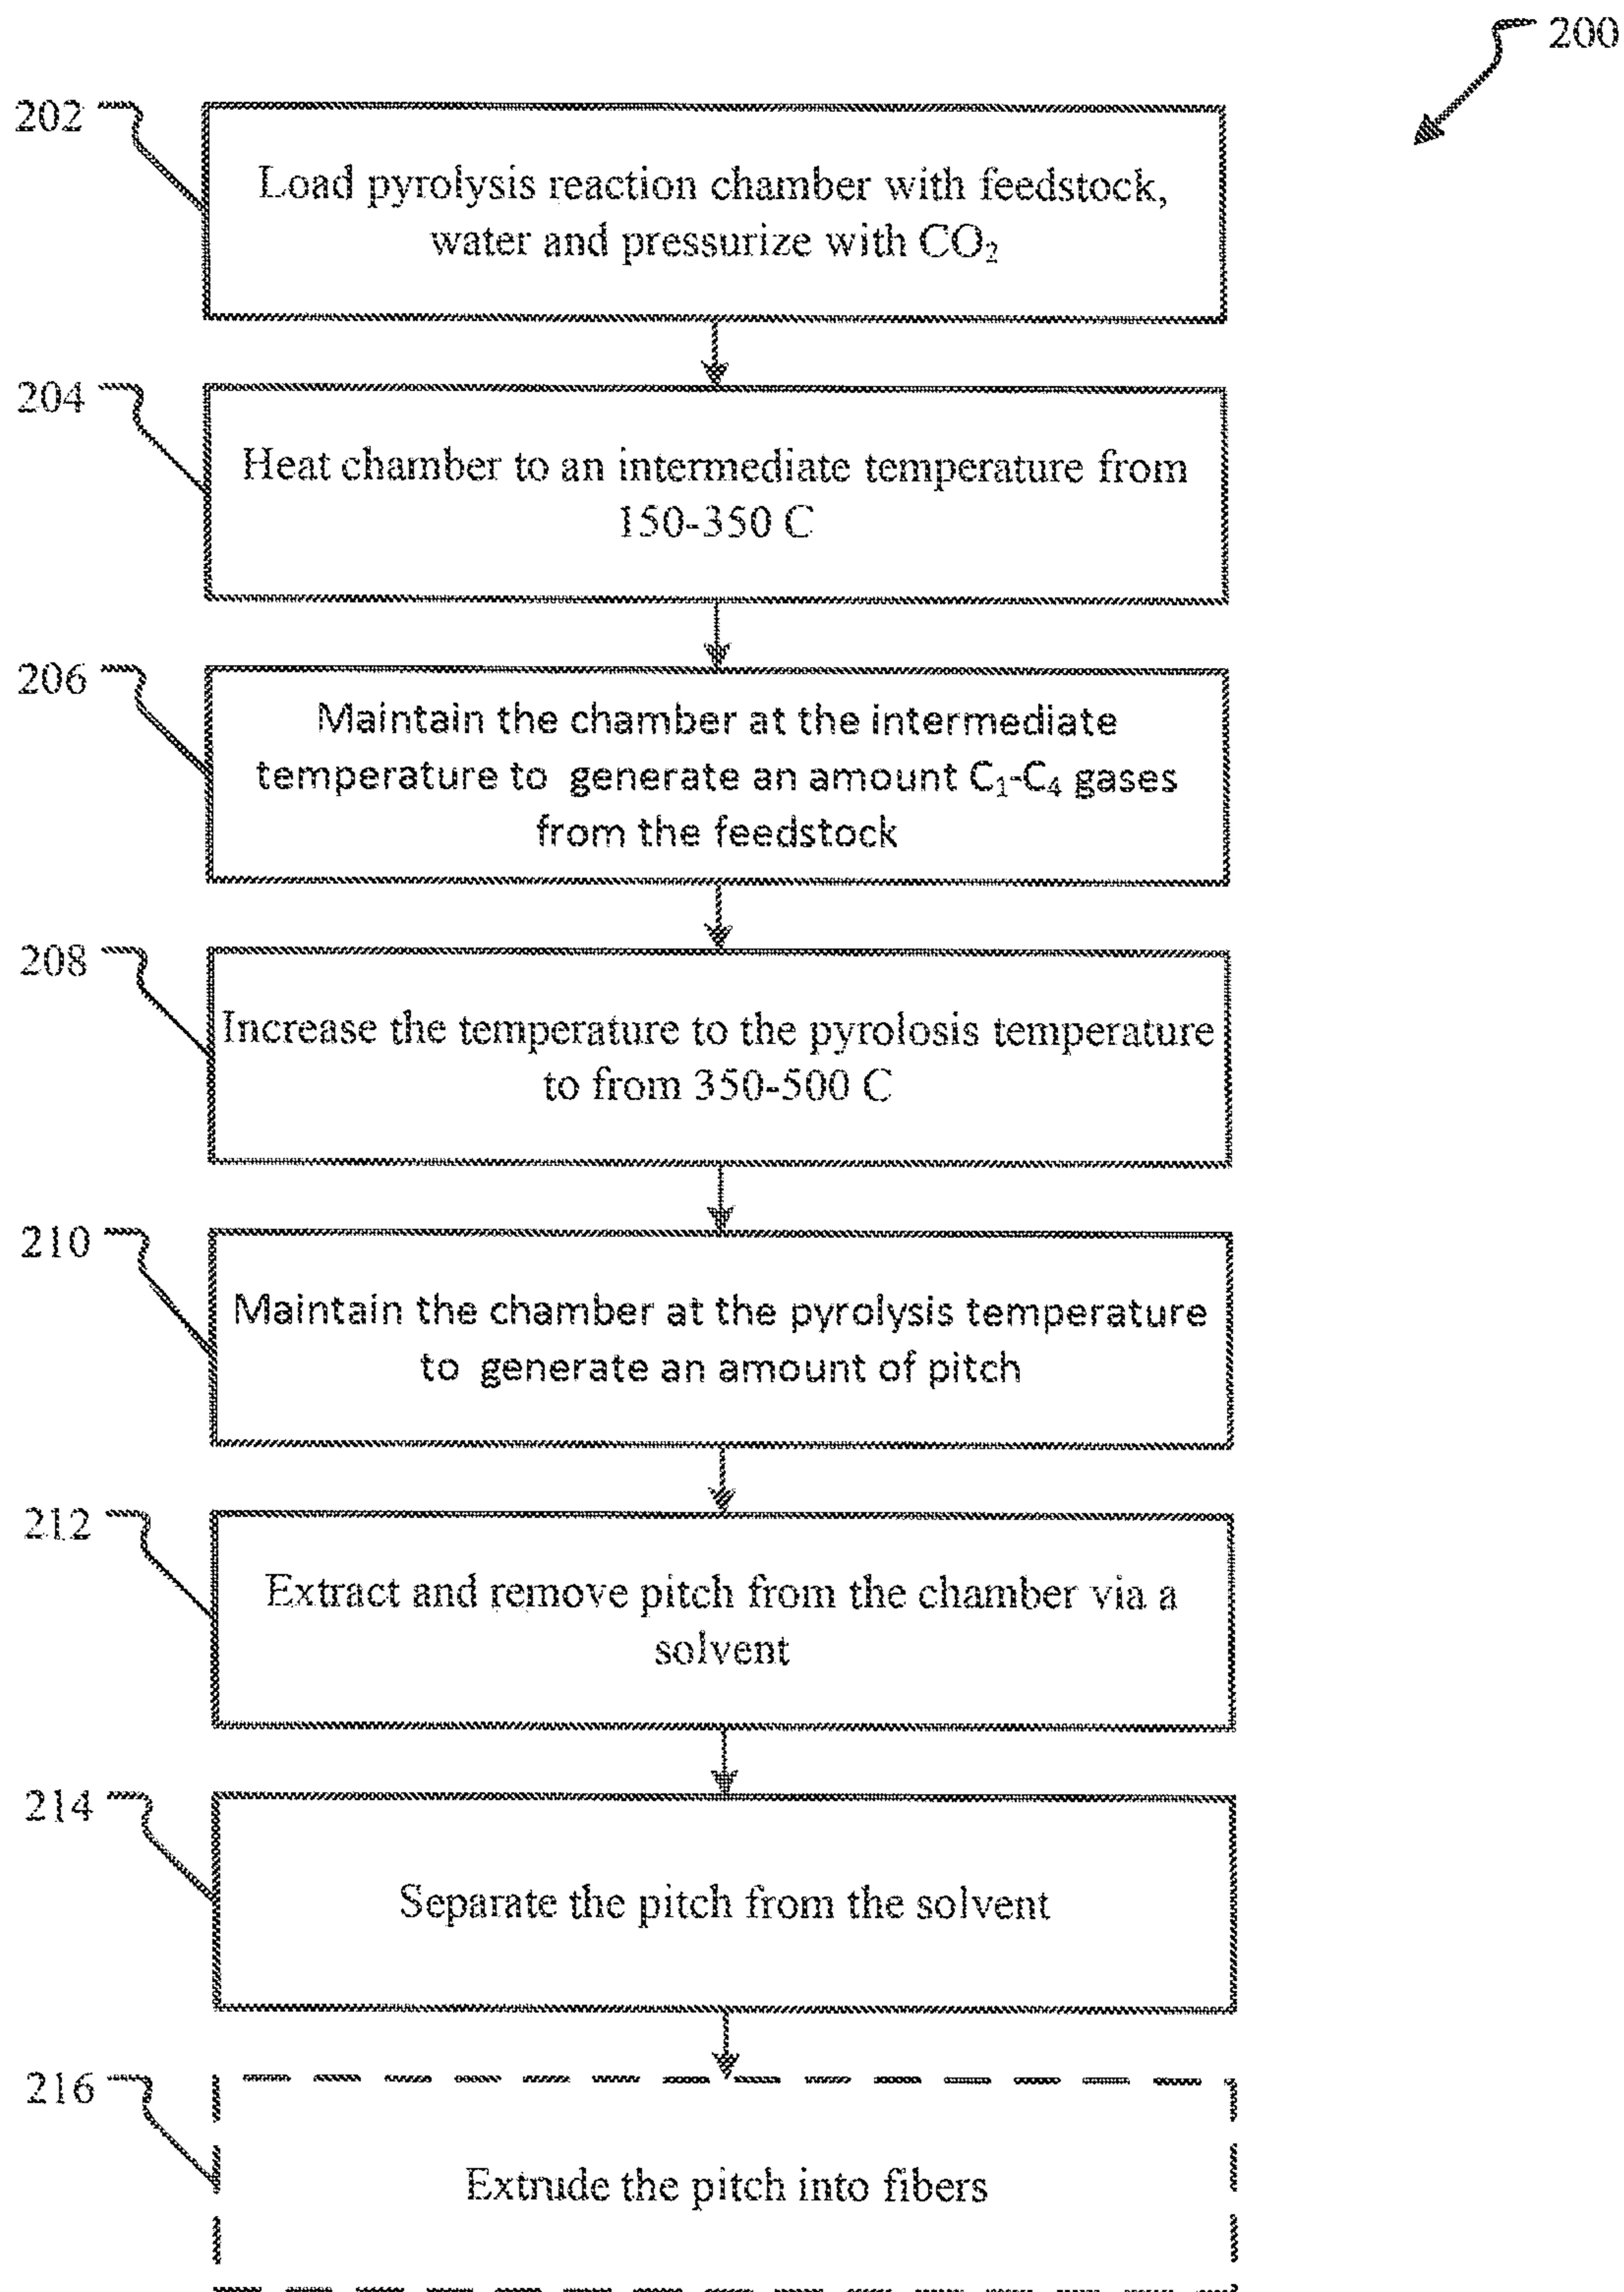 200
202
Load pyrolysis reaction chamber with feedstock,
water and pressurize with CO₂
204
Heat chamber to an intermediate temperature from
150-350 C
206
Maintain the chamber at the intermediate
temperature to generate an amount C₁-C₄ gases
from the feedstock
208
Increase the temperature to the pyrolosis temperature
to from 350-500 C
210
Maintain the chamber at the pyrolysis temperature
to generate an amount of pitch
212
Extract and remove pitch from the chamber via a
solvent
214
Separate the pitch from the solvent
216
Extrude the pitch into fibers